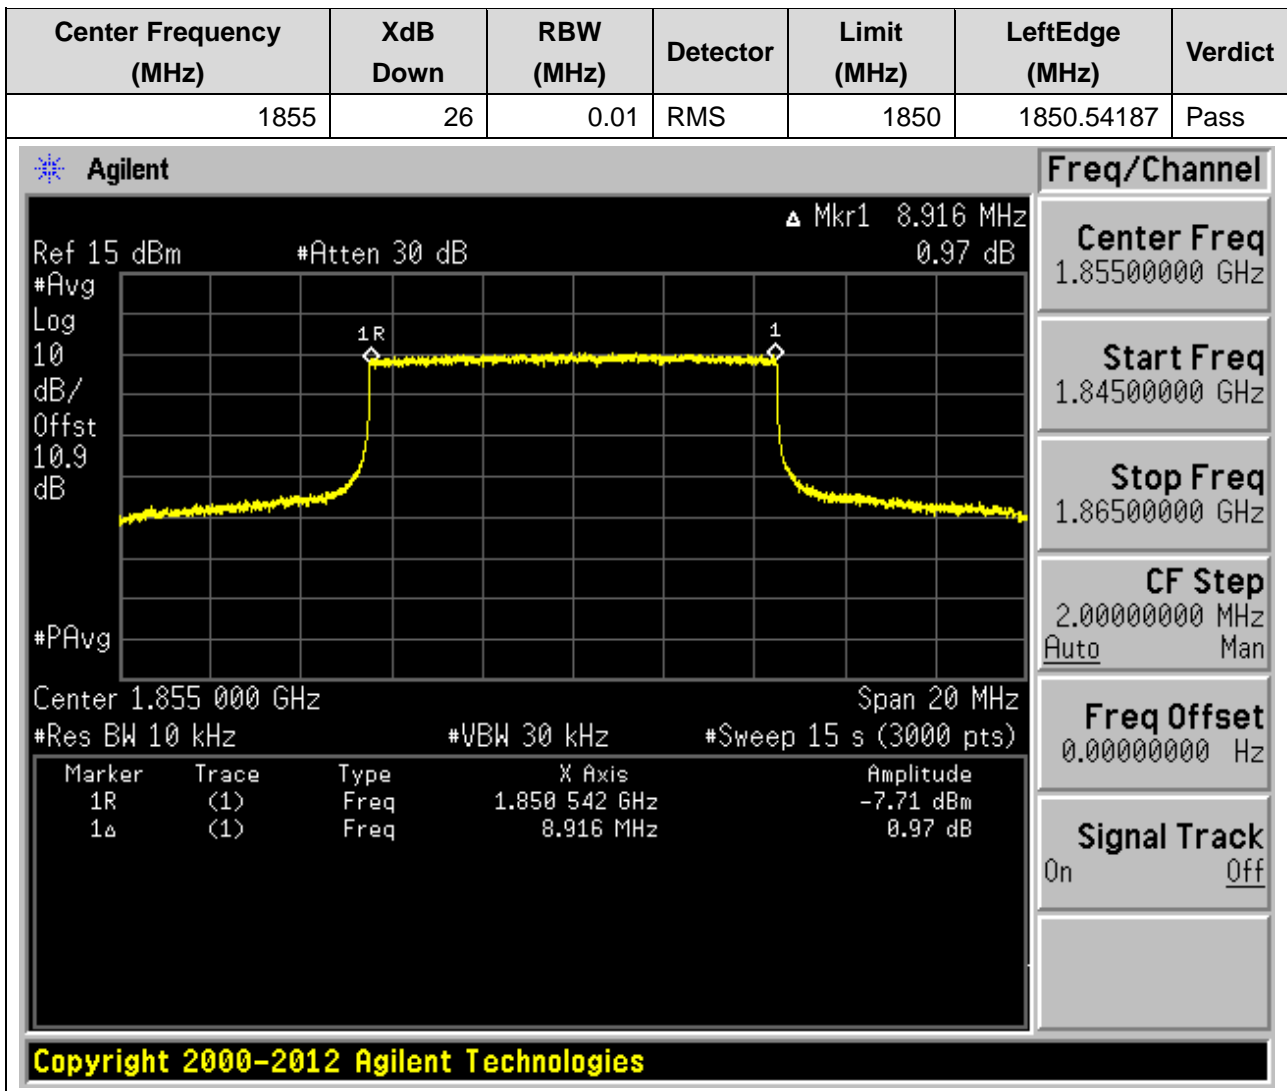 Center Frequency (MHz) XdB Down RBW (MHz) Detector Limit (MHz) LeftEdge (MHz) Verdict
1855 26 0.01 RMS 1850 1850.54187 Pass
Agilent
Freq/Channel
Δ Mkr1 8.916 MHz
Ref 15 dBm #Atten 30 dB 0.97 dB
#Avg
Log
10
dB/
Offst
10.9
dB
1R
1
#PAvg
Center 1.855 000 GHz Span 20 MHz
#Res BW 10 kHz #VBW 30 kHz #Sweep 15 s (3000 pts)
Marker Trace Type X Axis Amplitude
1R (1) Freq 1.850 542 GHz -7.71 dBm
1Δ (1) Freq 8.916 MHz 0.97 dB
Center Freq
1.85500000 GHz
Start Freq
1.84500000 GHz
Stop Freq
1.86500000 GHz
CF Step
2.00000000 MHz
Auto Man
Freq Offset
0.00000000 Hz
Signal Track
On Off
Copyright 2000-2012 Agilent Technologies